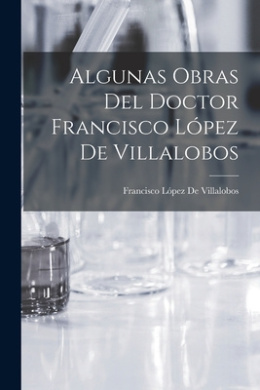 Algunas Obras
Del Doctor
Francisco López
De Villalobos
Francisco López De Villalobos